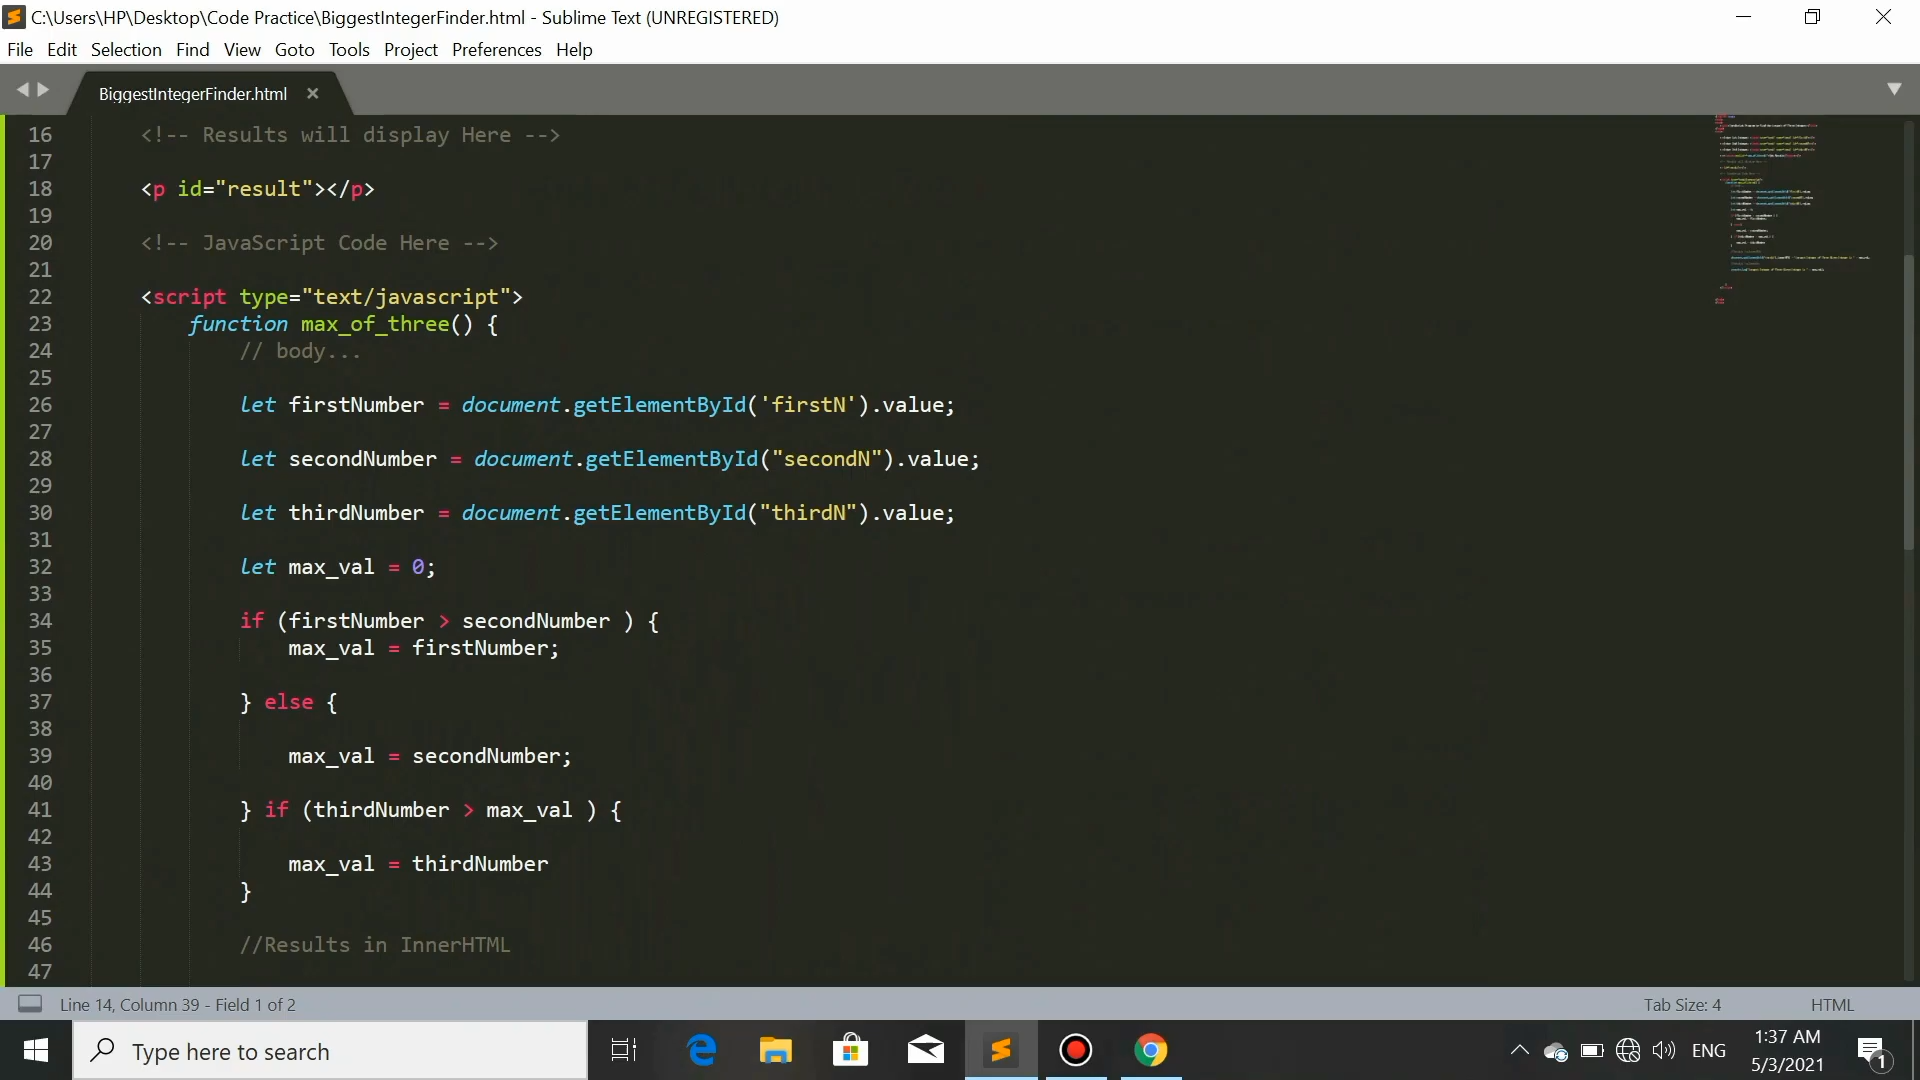 C:\Users\HP\Desktop\Code Practice\BiggestIntegerFinder.html - Sublime Text (UNREGISTERED)
File Edit Selection Find View Goto Tools Project Preferences Help
BiggestIntegerFinder.html
16 <!-- Results will display Here -->
17
18 <p id="result"></p>
19
20 <!-- JavaScript Code Here -->
21
22 <script type="text/javascript">
23 function max_of_three() {
24 // body...
25
26 let firstNumber = document.getElementById('firstN').value;
27
28 let secondNumber = document.getElementById("secondN").value;
29
30 let thirdNumber = document.getElementById("thirdN").value;
31
32 let max_val = 0;
33
34 if (firstNumber > secondNumber ) {
35 max_val = firstNumber;
36
37 } else {
38
39 max_val = secondNumber;
40
41 } if (thirdNumber > max_val ) {
42
43 max_val = thirdNumber
44 }
45
46 //Results in InnerHTML
47
Line 14, Column 39 - Field 1 of 2 Tab Size: 4 HTML
Type here to search ENG 1:37 AM
5/3/2021 1